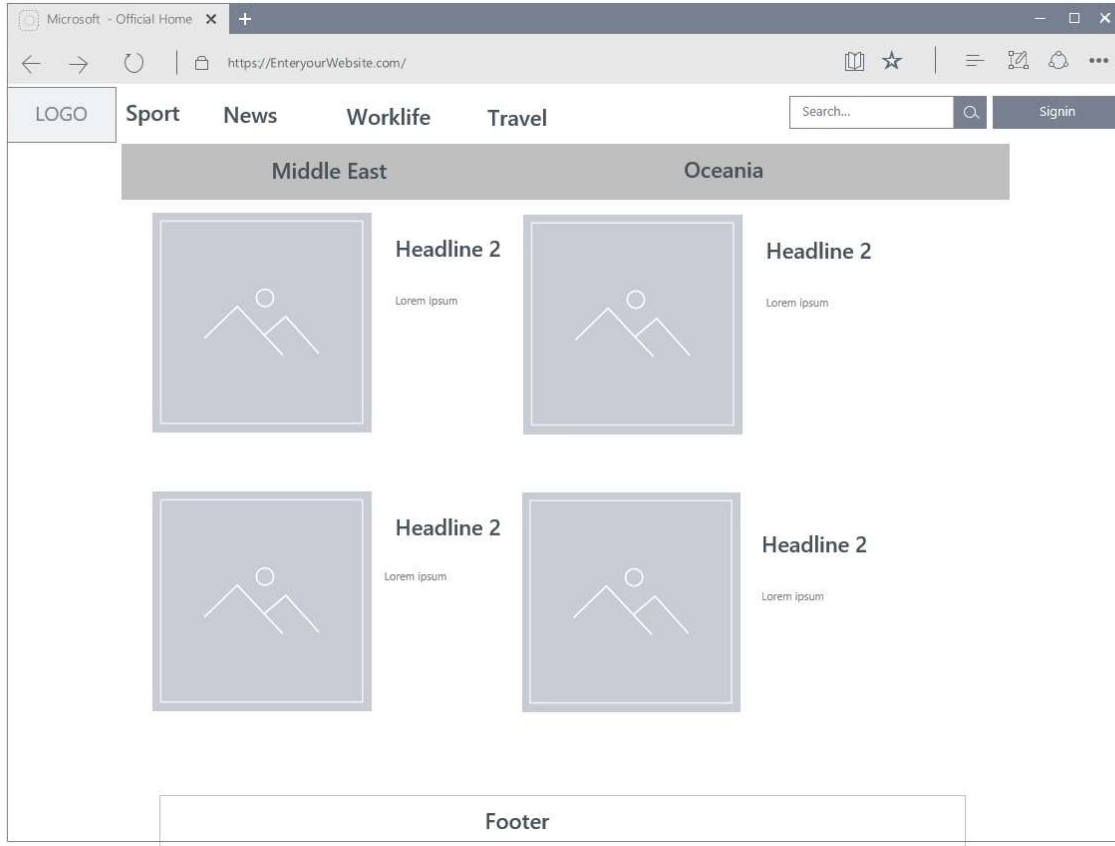 Microsoft - Official Home
https://EnteryourWebsite.com/
LOGO Sport News Worklife Travel Search... Signin
Middle East Oceania
Headline 2 Headline 2
Lorem ipsum Lorem ipsum
Headline 2 Headline 2
Lorem ipsum Lorem ipsum
Footer